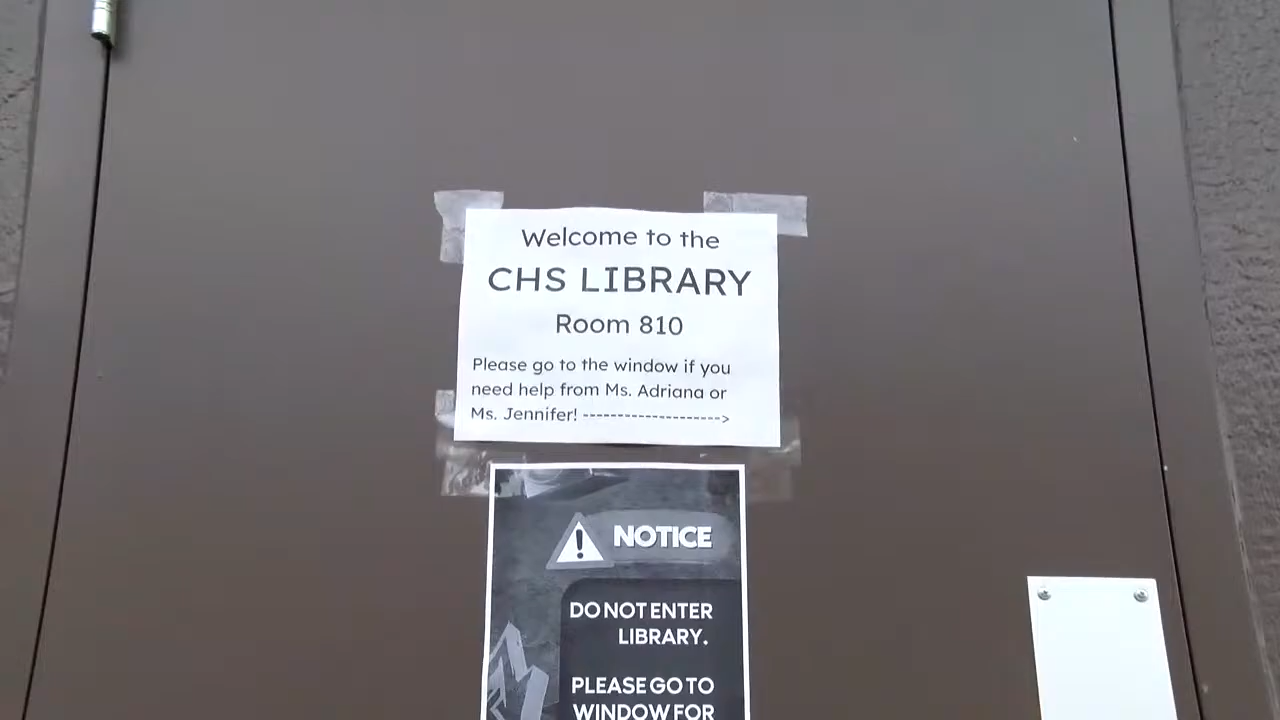 Welcome to the
CHS LIBRARY
Room 810
Please go to the window if you
need help from Ms. Adriana or
Ms. Jennifer! -------------------->
NOTICE
DO NOT ENTER
LIBRARY.
PLEASE GO TO
WINDOW FOR